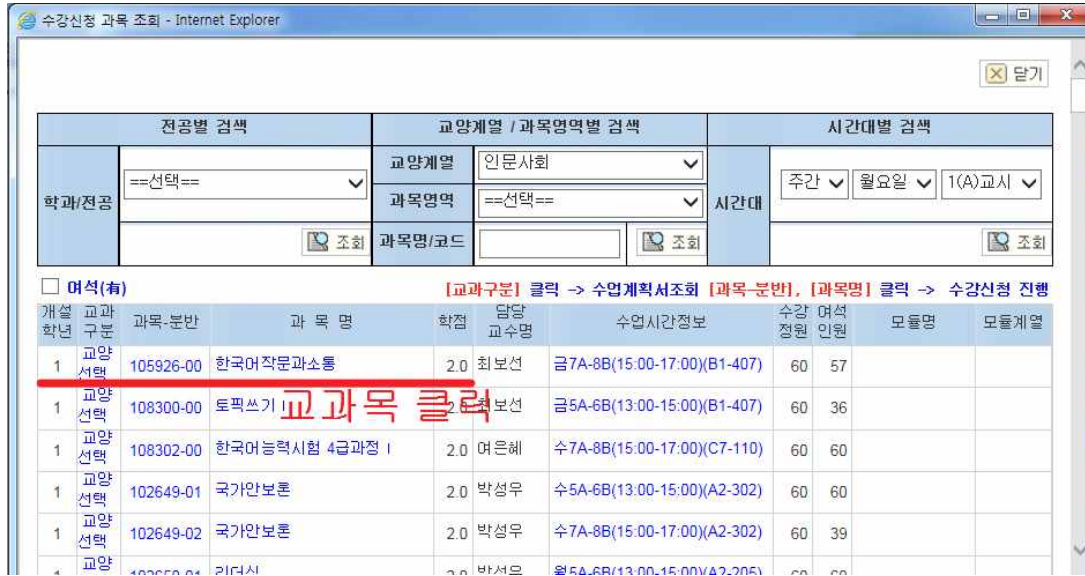 수강신청 과목 조회 - Internet Explorer
닫기
전공별 검색 교양계열 / 과목명역별 검색 시간대별 검색
학과/전공 ==선택== 교양계열 인문사회 시간대 주간 월요일 1(A)교시
과목영역 ==선택==
조회 과목명/코드 조회 조회
여석(有) [교과구분] 클릭 -> 수업계획서조회 [과목-분반], [과목명] 클릭 -> 수강신청 진행
개설학년 교과구분 과목-분반 과 목 명 학점 담당교수명 수업시간정보 수강정원 여석인원 모듈명 모듈계열
1 교양선택 105926-00 한국어작문과소통 2.0 최보선 금7A-8B(15:00-17:00)(B1-407) 60 57
교과목 클릭
1 교양선택 108300-00 토픽쓰기 I 2.0 최보선 금5A-6B(13:00-15:00)(B1-407) 60 36
1 교양선택 108302-00 한국어능력시험 4급과정 I 2.0 여은혜 수7A-8B(15:00-17:00)(C7-110) 60 60
1 교양선택 102649-01 국가안보론 2.0 박성우 수5A-6B(13:00-15:00)(A2-302) 60 60
1 교양선택 102649-02 국가안보론 2.0 박성우 수7A-8B(15:00-17:00)(A2-302) 60 39
교양